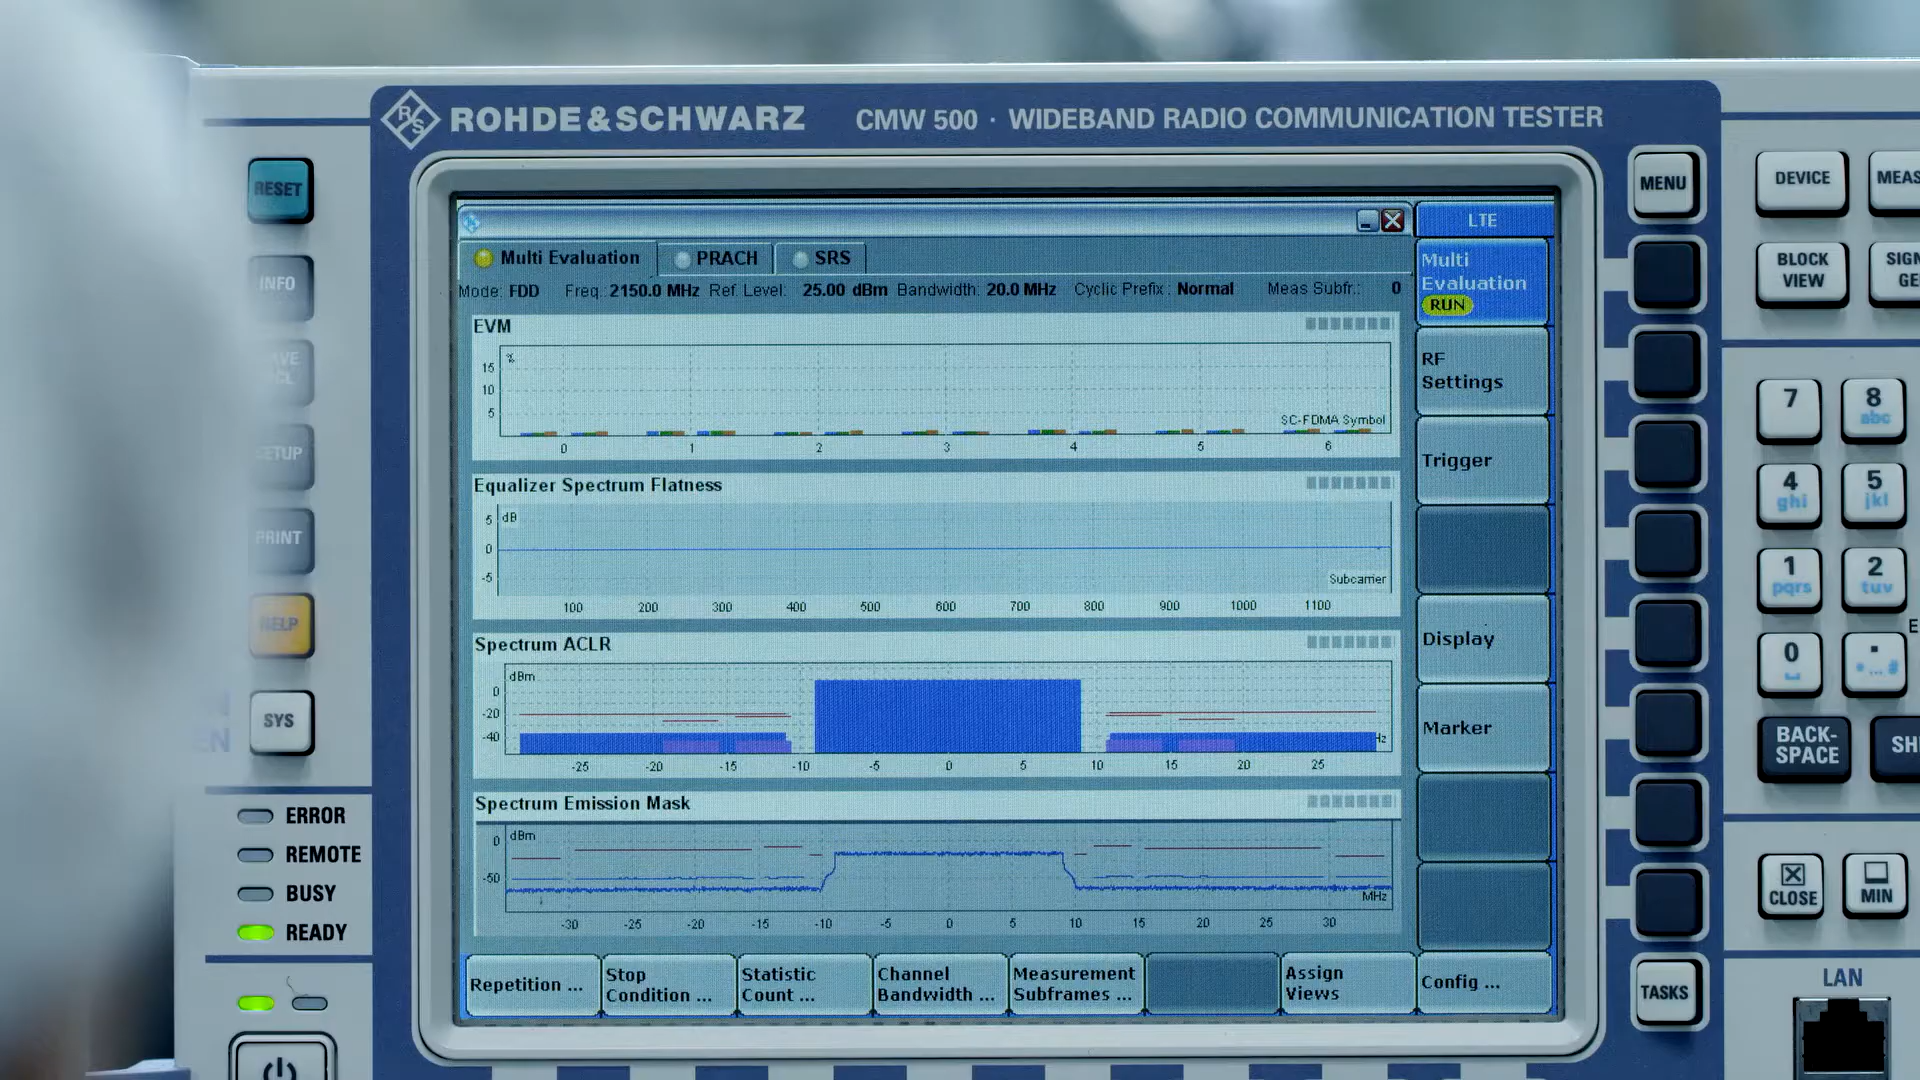 ROHDE & SCHWARZ CMW 500 · WIDEBAND RADIO COMMUNICATION TESTER
RESET
INFO
SETUP
PRINT
HELP
SYS
ERROR
REMOTE
BUSY
READY
Multi Evaluation PRACH SRS
Mode: FDD Freq.: 2150.0 MHz Ref. Level: 25.00 dBm Bandwidth: 20.0 MHz Cyclic Prefix: Normal Meas Subfr.: 0
EVM
%
15
10
5
SC-FDMA Symbol
0 1 2 3 4 5 6
Equalizer Spectrum Flatness
5 dB
0
-5
Subcarrier
100 200 300 400 500 600 700 800 900 1000 1100
Spectrum ACLR
dBm
0
-20
-40
Hz
-25 -20 -15 -10 -5 0 5 10 15 20 25
Spectrum Emission Mask
dBm
0
-50
MHz
-30 -25 -20 -15 -10 -5 0 5 10 15 20 25 30
Repetition ...
Stop
Condition ...
Statistic
Count ...
Channel
Bandwidth ...
Measurement
Subframes ...
Assign
Views
Config ...
LTE
Multi
Evaluation
RUN
RF
Settings
Trigger
Display
Marker
MENU
TASKS
DEVICE
MEAS
BLOCK
VIEW
SIGN
GE
7
8
abc
4
ghi
5
jkl
1
pqrs
2
tuv
0
.
E
BACK-
SPACE
SH
CLOSE
MIN
LAN